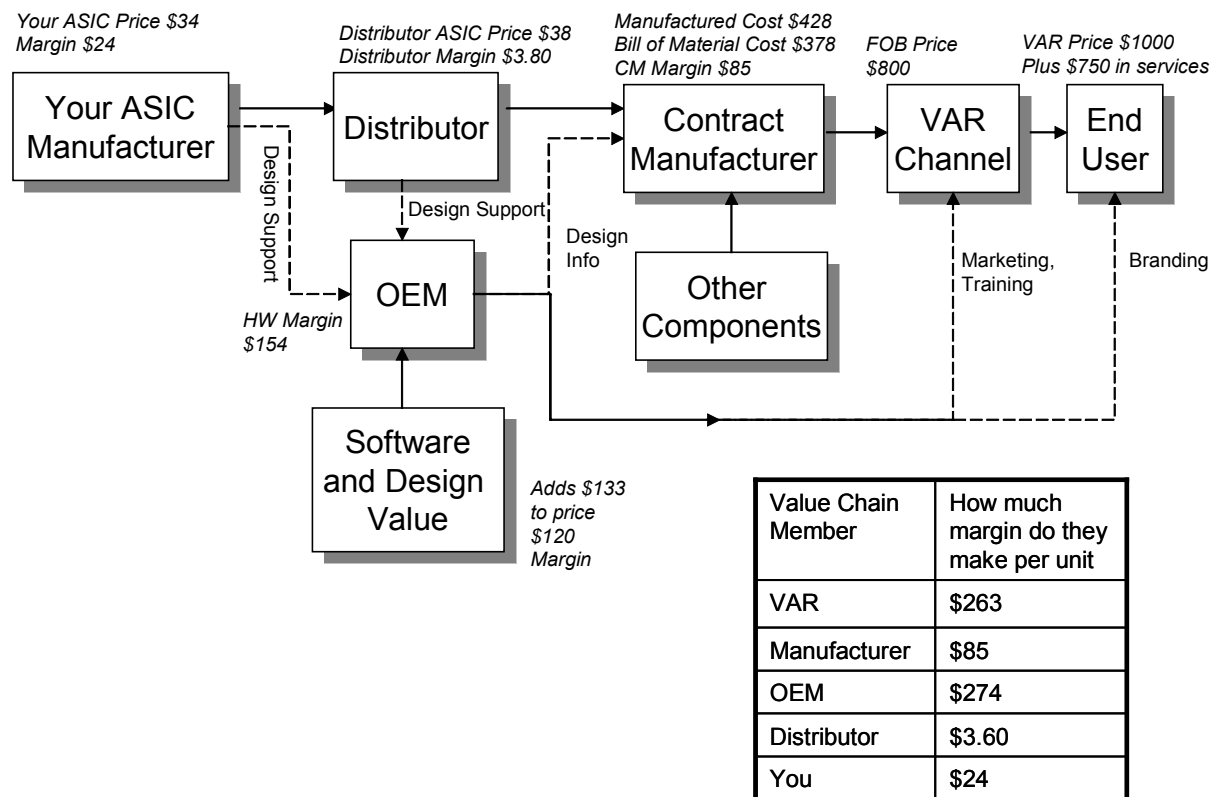 Your ASIC Price $34
Margin $24
Distributor ASIC Price $38
Distributor Margin $3.80
Manufactured Cost $428
Bill of Material Cost $378
CM Margin $85
FOB Price
$800
VAR Price $1000
Plus $750 in services
Your ASIC
Manufacturer
Distributor
Contract
Manufacturer
VAR
Channel
End
User
Design Support
Design Support
Design
Info
OEM
HW Margin
$154
Other
Components
Marketing,
Training
Branding
Software
and Design
Value
Adds $133
to price
$120
Margin
Value Chain
Member
How much
margin do they
make per unit
VAR
$263
Manufacturer
$85
OEM
$274
Distributor
$3.60
You
$24